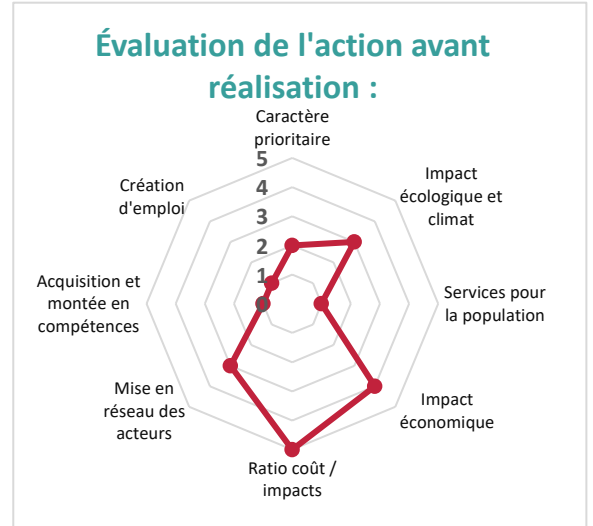 Évaluation de l'action avant
réalisation :
Caractère
prioritaire
5
4
3
2
1
0
Impact
écologique et
climat
Services pour
la population
Impact
économique
Ratio coût /
impacts
Mise en
réseau des
acteurs
Acquisition et
montée en
compétences
Création
d'emploi